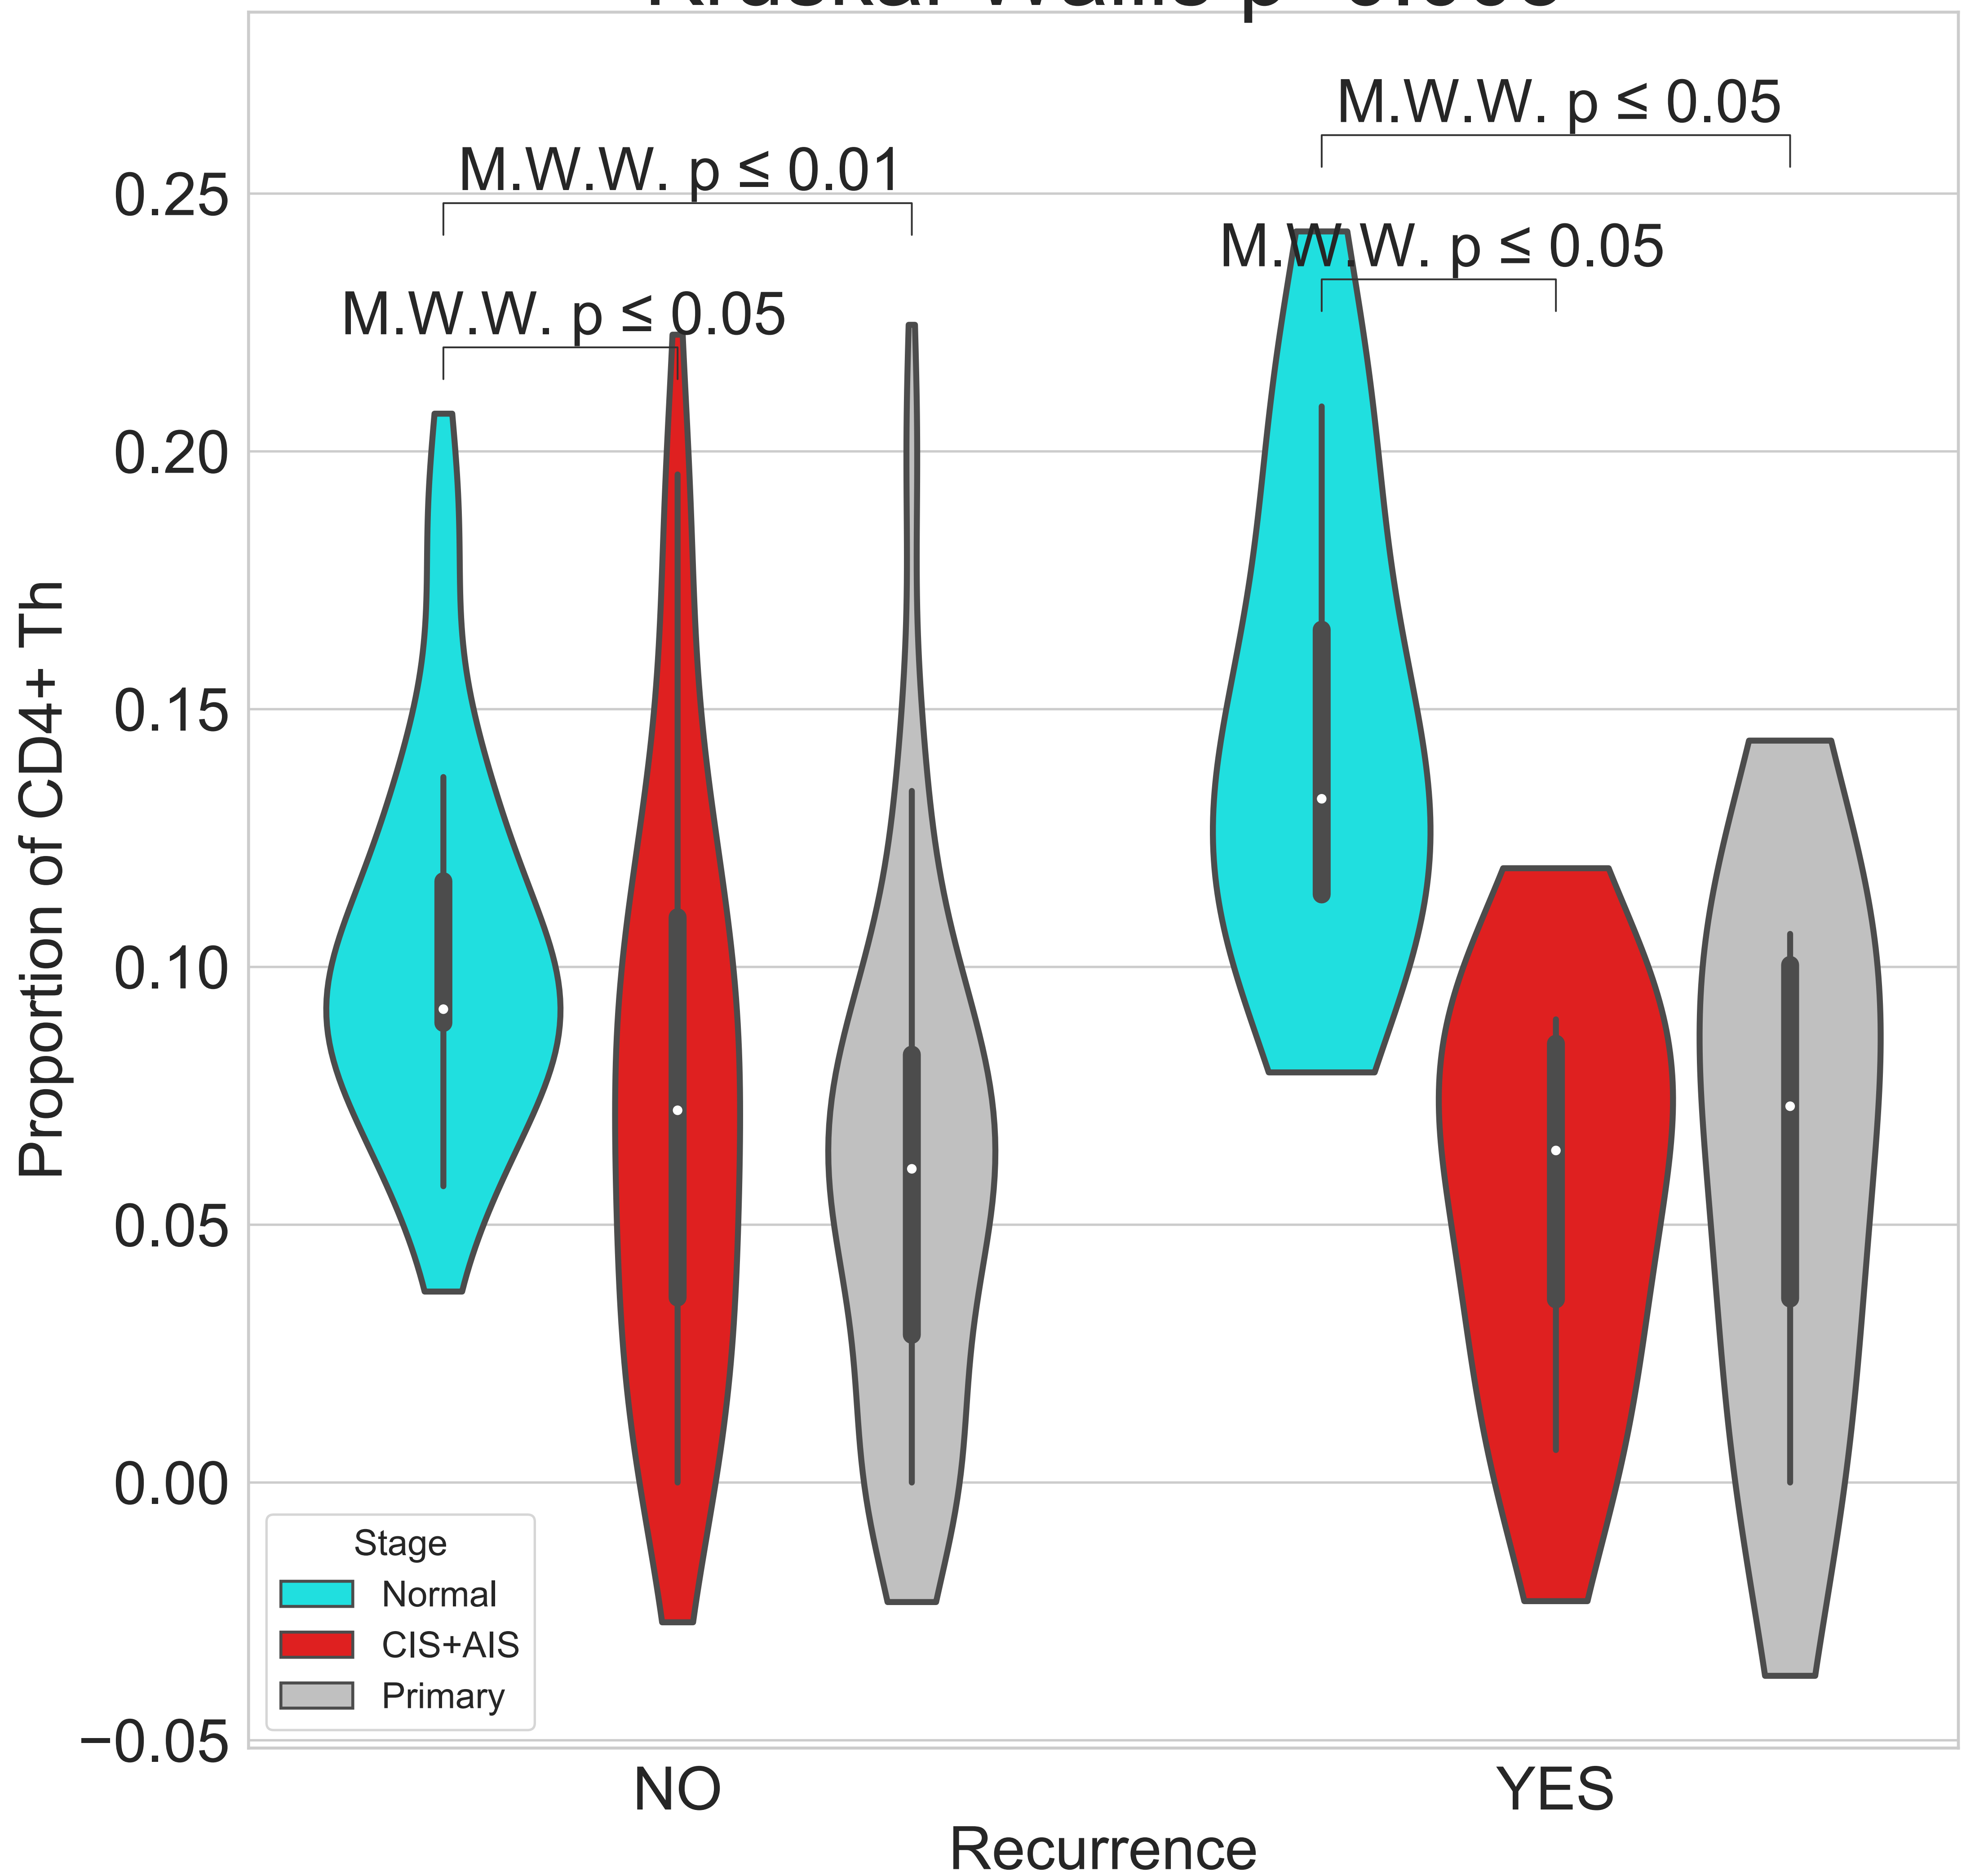 M.W.W. p ≤ 0.05
M.W.W. p ≤ 0.01
M.W.W. p ≤ 0.05
M.W.W. p ≤ 0.05
0.25
0.20
0.15
0.10
0.05
0.00
−0.05
Proportion of CD4+ Th
Stage
Normal
CIS+AIS
Primary
NO
YES
Recurrence